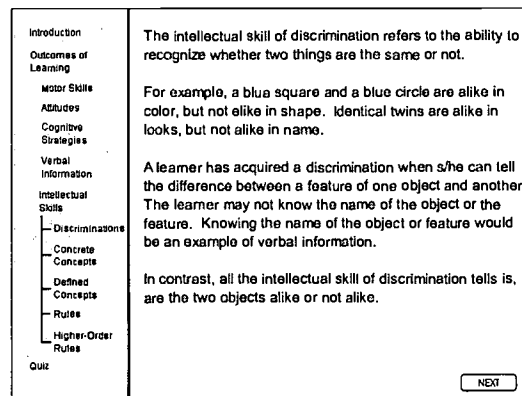 Introduction
Outcomes of
Learning
Motor Skills
Attitudes
Cognitive
Strategies
Verbal
Information
Intellectual
Skills
Discriminations
Concrete
Concepts
Defined
Concepts
Rules
Higher-Order
Rules
Quiz
The intellectual skill of discrimination refers to the ability to
recognize whether two things are the same or not.
For example, a blue square and a blue circle are alike in
color, but not alike in shape. Identical twins are alike in
looks, but not alike in name.
A learner has acquired a discrimination when s/he can tell
the difference between a feature of one object and another
The learner may not know the name of the object or the
feature. Knowing the name of the object or feature would
be an example of verbal information.
In contrast, all the intellectual skill of discrimination tells is,
are the two objects alike or not alike.
NEXT